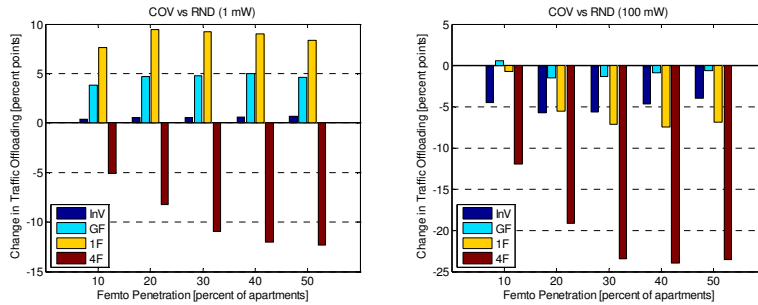 COV vs RND (1 mW)
Change in Traffic Offloading [percent points]
10
5
0
-5
-10
-15
InV
GF
1F
4F
10 20 30 40 50
Femto Penetration [percent of apartments]
COV vs RND (100 mW)
Change in Traffic Offloading [percent points]
5
0
-5
-10
-15
-20
-25
InV
GF
1F
4F
10 20 30 40 50
Femto Penetration [percent of apartments]